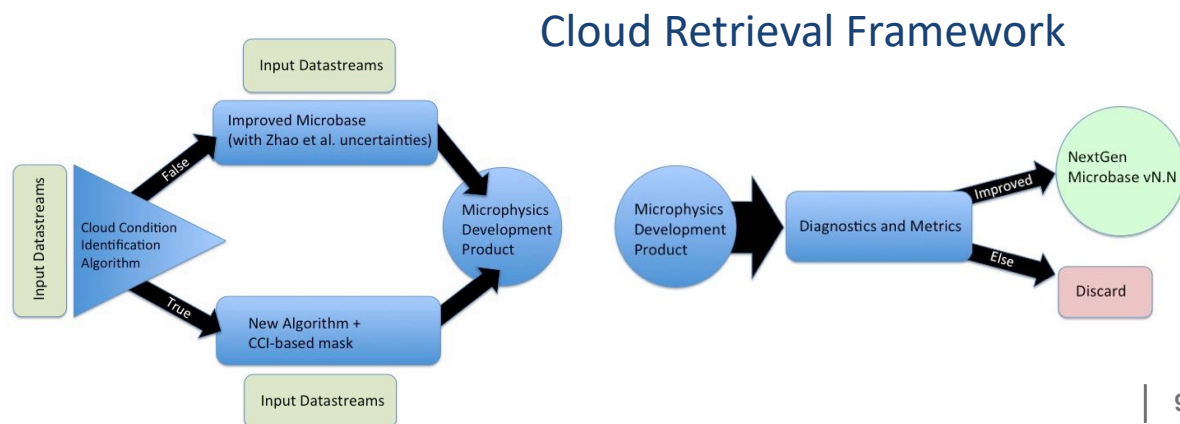 Cloud Retrieval Framework
Input Datastreams
Improved Microbase
(with Zhao et al. uncertainties)
False
Input Datastreams
Cloud Condition
Identification
Algorithm
True
New Algorithm +
CCI-based mask
Input Datastreams
Microphysics
Development
Product
Microphysics
Development
Product
Diagnostics and Metrics
Improved
NextGen
Microbase vN.N
Else
Discard
9